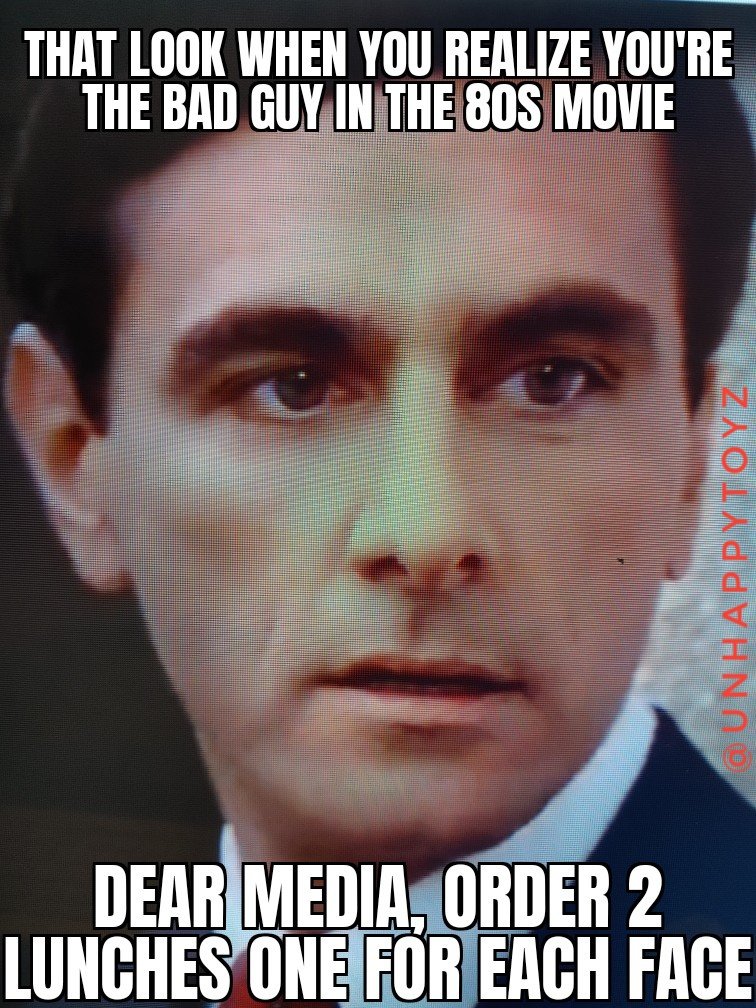 THAT LOOK WHEN YOU REALIZE YOU'RE
THE BAD GUY IN THE 80S MOVIE
@UNHAPPYTOYZ
DEAR MEDIA, ORDER 2
LUNCHES ONE FOR EACH FACE